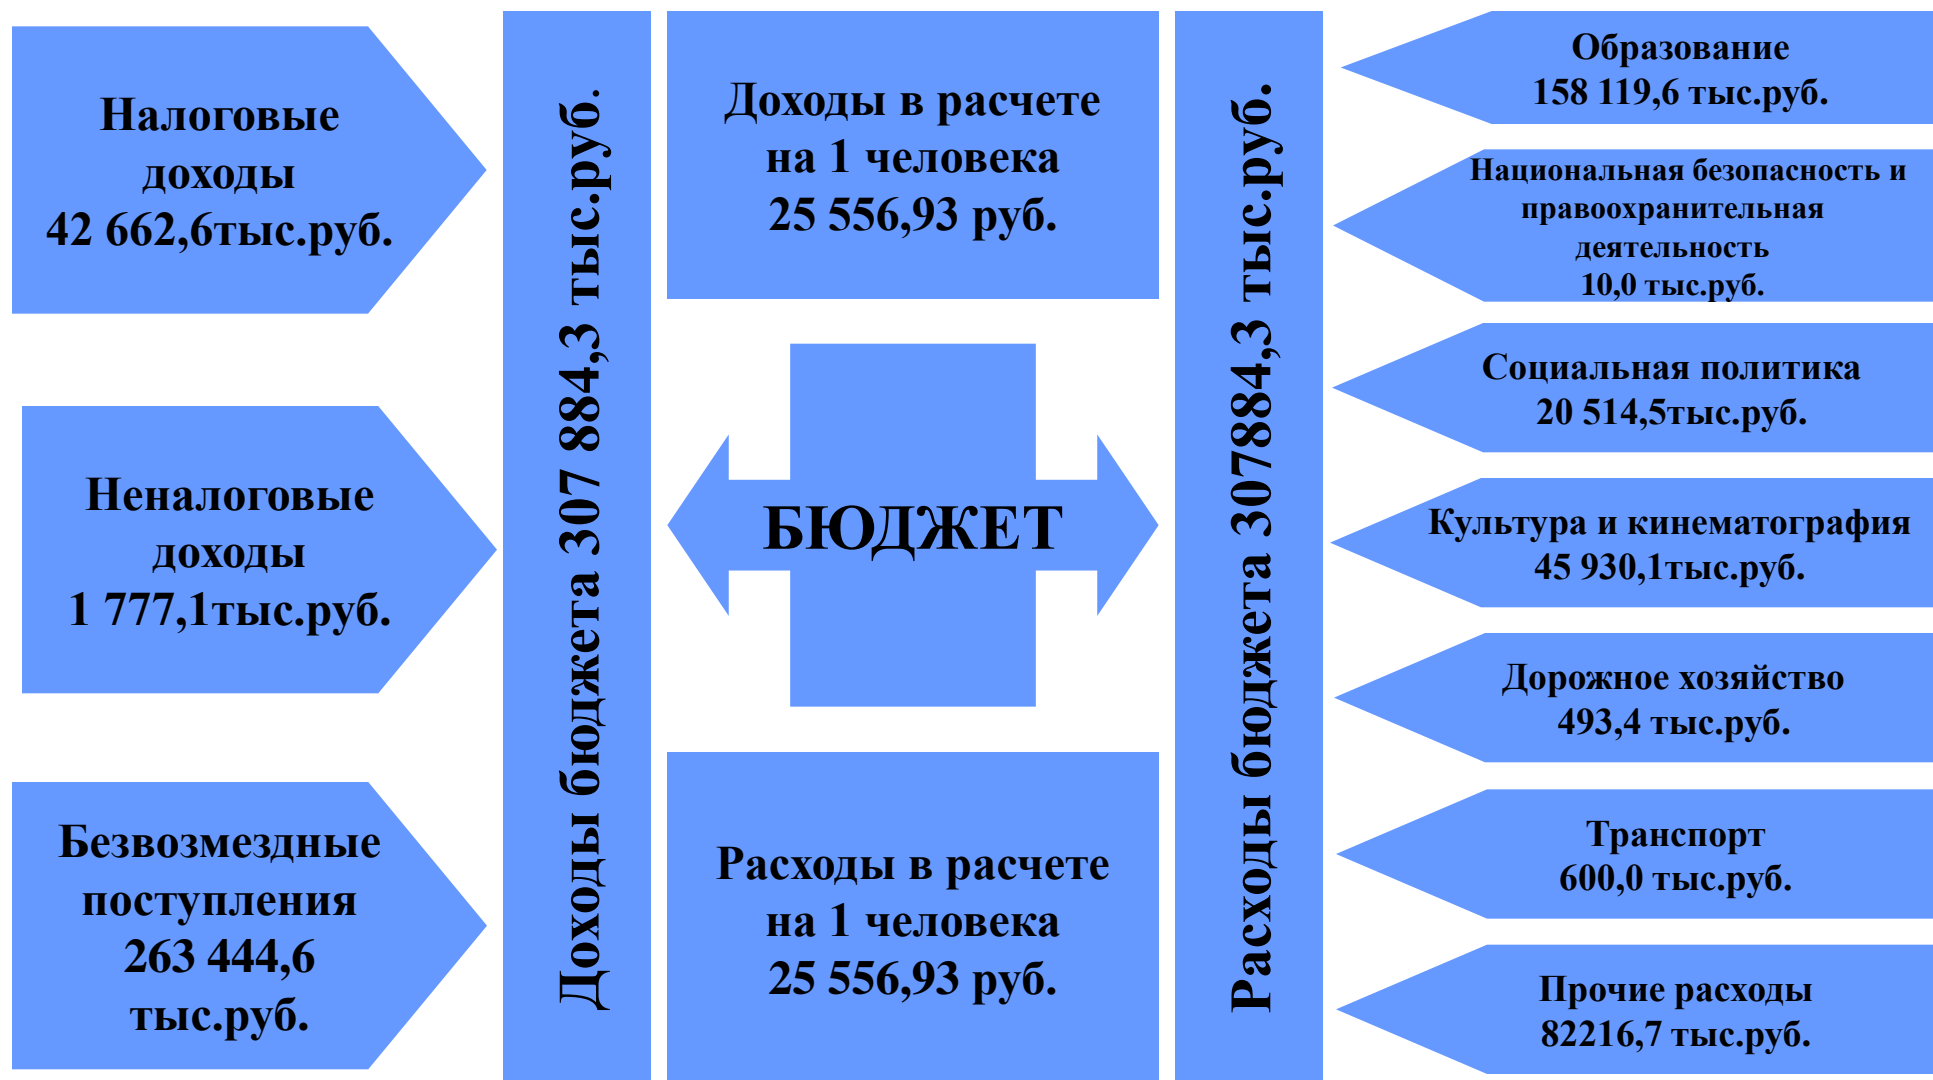 Налоговые
доходы
42 662,6тыс.руб.
Неналоговые
доходы
1 777,1тыс.руб.
Безвозмездные
поступления
263 444,6
тыс.руб.
Доходы бюджета 307 884,3 тыс.руб.
Доходы в расчете
на 1 человека
25 556,93 руб.
БЮДЖЕТ
Расходы в расчете
на 1 человека
25 556,93 руб.
Расходы бюджета 307884,3 тыс.руб.
Образование
158 119,6 тыс.руб.
Национальная безопасность и
правоохранительная
деятельность
10,0 тыс.руб.
Социальная политика
20 514,5тыс.руб.
Культура и кинематография
45 930,1тыс.руб.
Дорожное хозяйство
493,4 тыс.руб.
Транспорт
600,0 тыс.руб.
Прочие расходы
82216,7 тыс.руб.